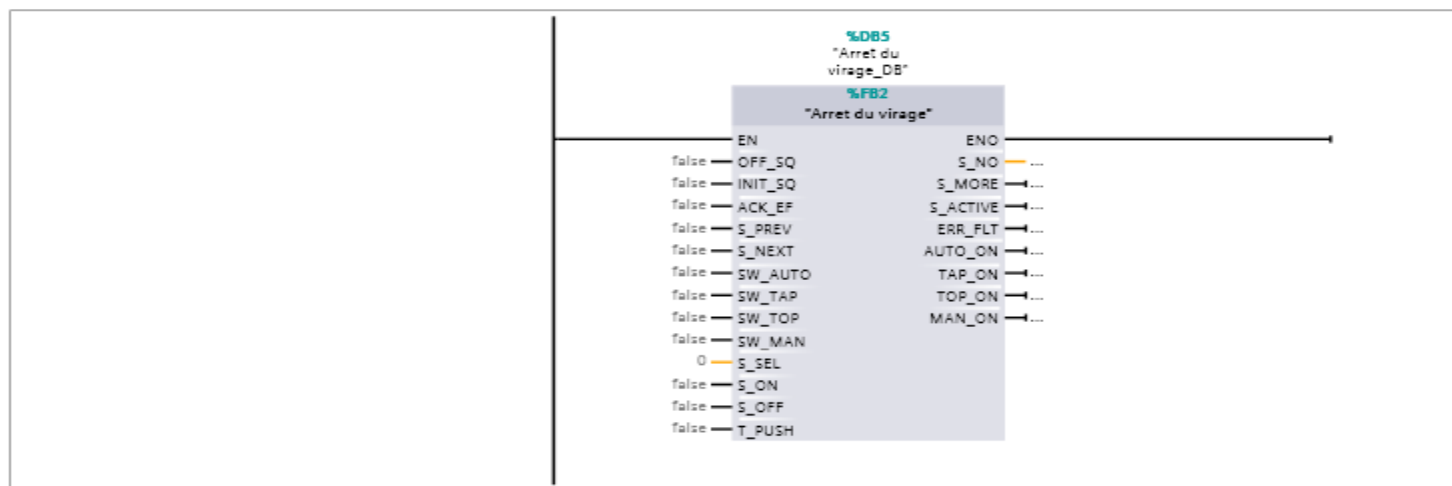 %DB5
"Arret du
virage_DB"
%FB2
"Arret du virage"
EN ENO
false OFF_SQ S_NO ...
false INIT_SQ S_MORE ...
false ACK_EF S_ACTIVE ...
false S_PREV ERR_FLT ...
false S_NEXT AUTO_ON ...
false SW_AUTO TAP_ON ...
false SW_TAP TOP_ON ...
false SW_TOP MAN_ON ...
false SW_MAN
0 S_SEL
false S_ON
false S_OFF
false T_PUSH